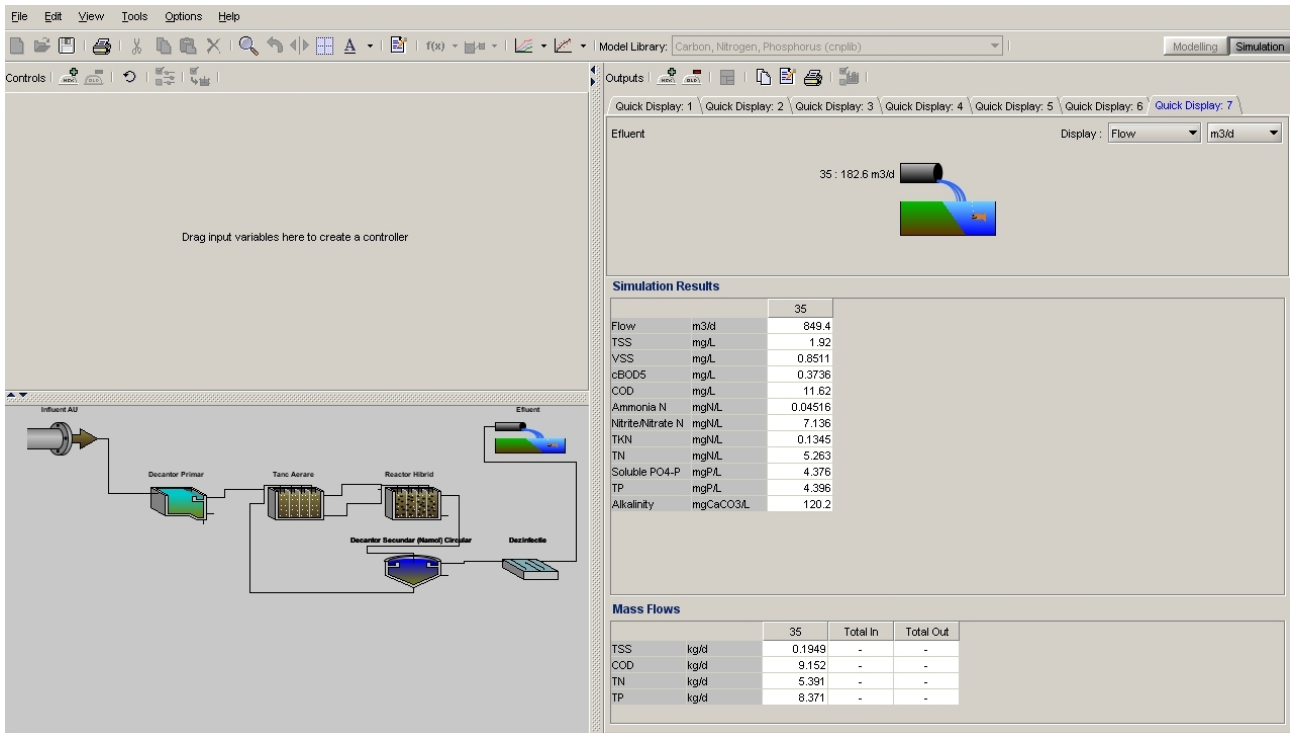 File Edit View Tools Options Help
f(x) Model Library: Carbon, Nitrogen, Phosphorus (cnplib) Modelling Simulation
Controls
Outputs
Quick Display: 1 Quick Display: 2 Quick Display: 3 Quick Display: 4 Quick Display: 5 Quick Display: 6 Quick Display: 7
Efluent Display : Flow m3/d
35 : 182.6 m3/d
Drag input variables here to create a controller
Simulation Results
35
Flow m3/d 849.4
TSS mg/L 1.92
VSS mg/L 0.8511
cBOD5 mg/L 0.3736
COD mg/L 11.62
Ammonia N mgN/L 0.04516
Nitrite/Nitrate N mgN/L 7.136
TKN mgN/L 0.1345
TN mgN/L 5.263
Soluble PO4-P mgP/L 4.376
TP mgP/L 4.396
Alkalinity mgCaCO3/L 120.2
Mass Flows
35 Total In Total Out
TSS kg/d 0.1949 - -
COD kg/d 9.152 - -
TN kg/d 5.391 - -
TP kg/d 8.371 - -
Influent AU Efluent
Decantor Primar Tanc Aerare Reactor Hibrid
Decantor Secundar (Namol) Circular Dezinfectie